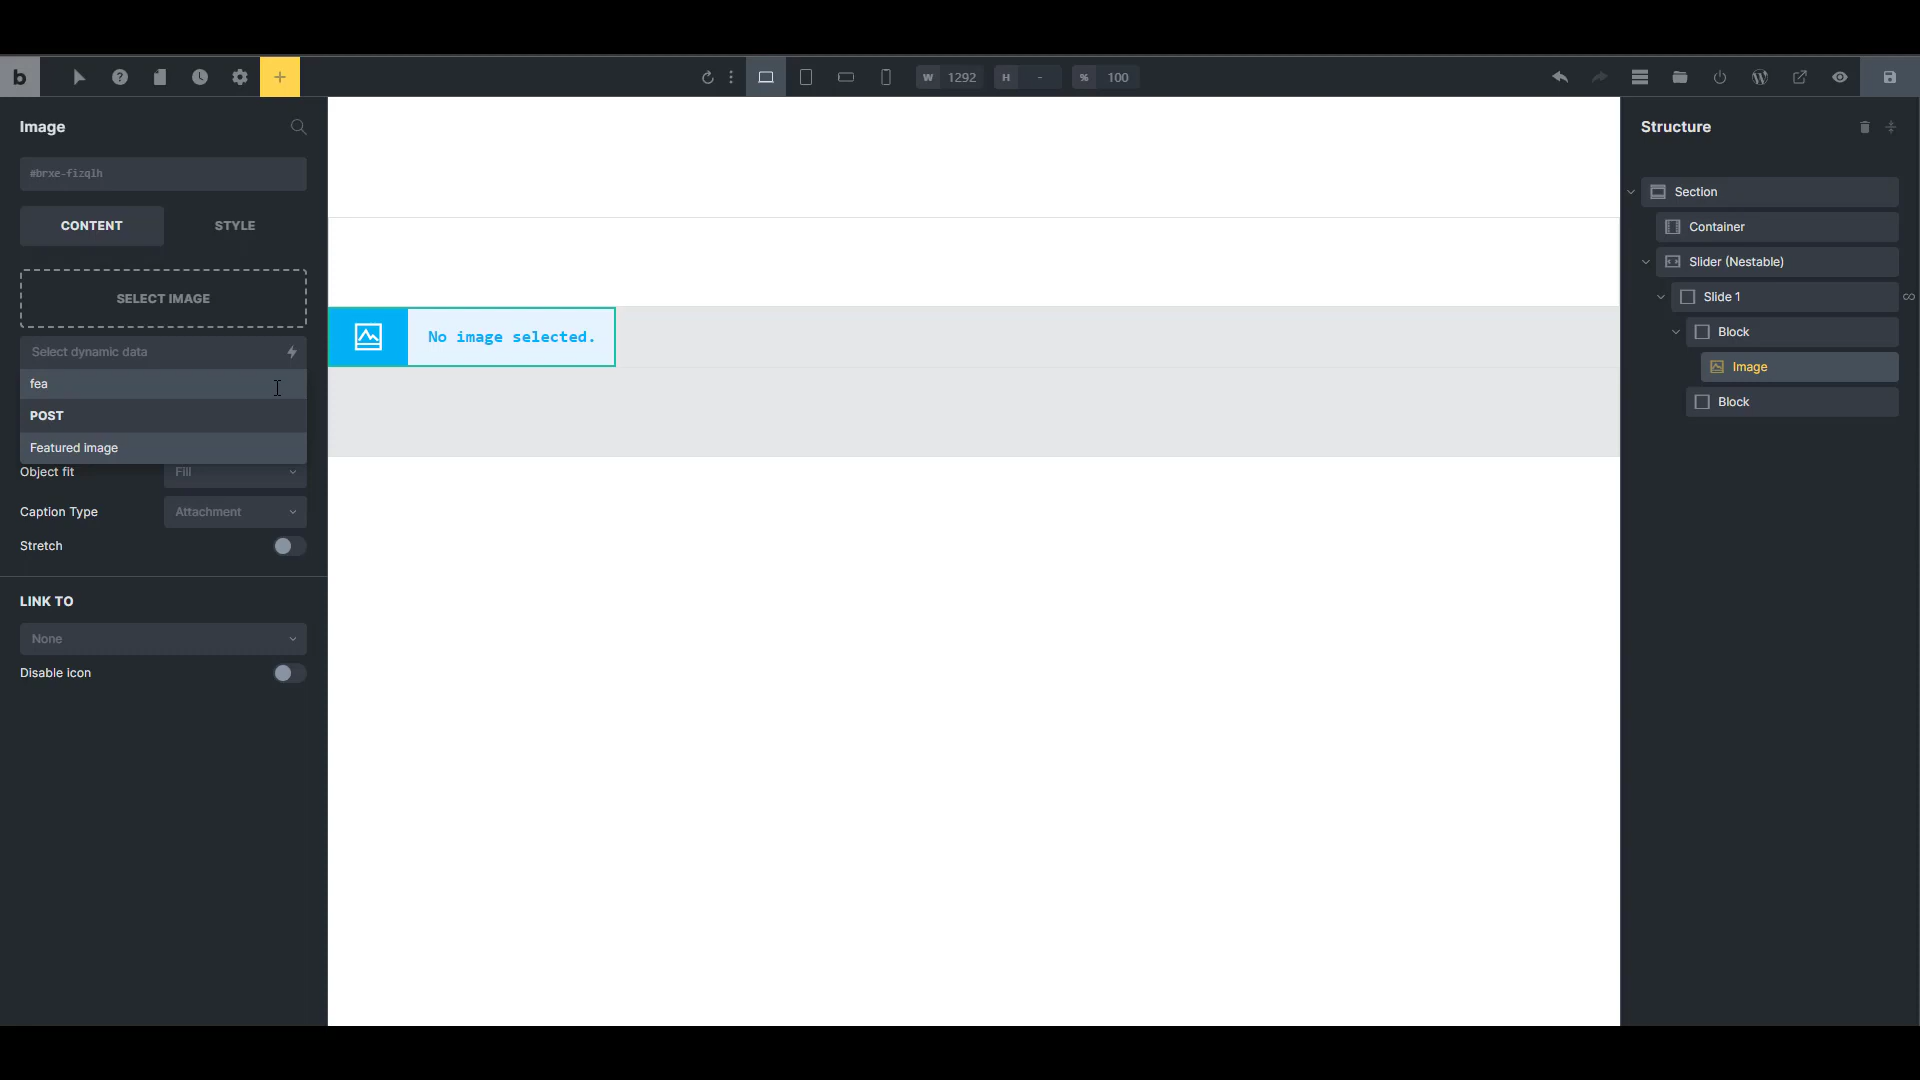 b
W 1292 H - % 100
Image
#brxe-fizqlh
CONTENT STYLE
SELECT IMAGE
Select dynamic data
fea
POST
Featured image
Object fit Fill
Caption Type Attachment
Stretch
LINK TO
None
Disable icon
No image selected.
Structure
Section
Container
Slider (Nestable)
Slide 1
Block
Image
Block